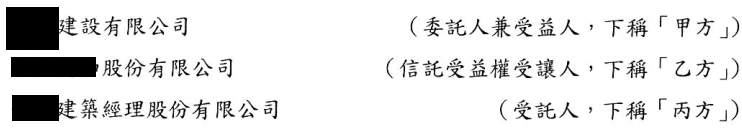 建設有限公司（委託人兼受益人，下稱「甲方」）
股份有限公司（信託受益權受讓人，下稱「乙方」）
建築經理股份有限公司（受託人，下稱「丙方」）